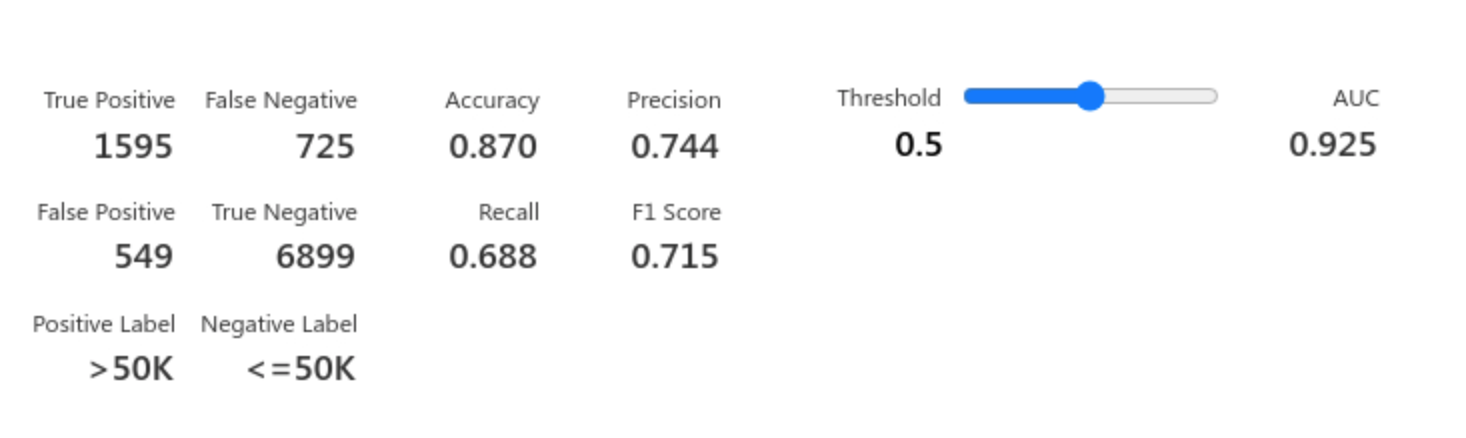 True Positive False Negative Accuracy Precision Threshold AUC
1595 725 0.870 0.744 0.5 0.925
False Positive True Negative Recall F1 Score
549 6899 0.688 0.715
Positive Label Negative Label
>50K <=50K